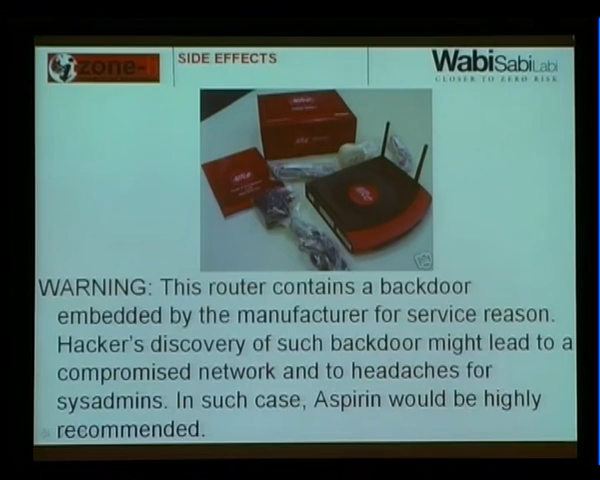 zone-h
SIDE EFFECTS
WabiSabiLabi
CLOSER TO ZERO RISK
WARNING: This router contains a backdoor
embedded by the manufacturer for service reason.
Hacker's discovery of such backdoor might lead to a
compromised network and to headaches for
sysadmins. In such case, Aspirin would be highly
recommended.